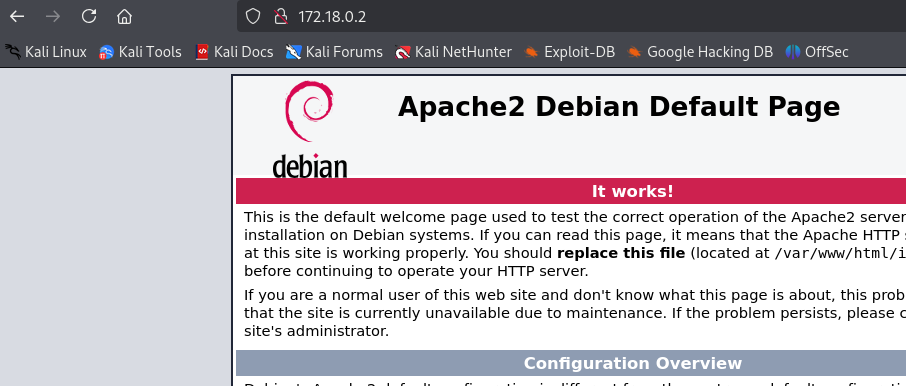 172.18.0.2
Kali Linux Kali Tools Kali Docs Kali Forums Kali NetHunter Exploit-DB Google Hacking DB OffSec
debian
Apache2 Debian Default Page
It works!
This is the default welcome page used to test the correct operation of the Apache2 server
installation on Debian systems. If you can read this page, it means that the Apache HTTP
at this site is working properly. You should replace this file (located at /var/www/html/i
before continuing to operate your HTTP server.
If you are a normal user of this web site and don't know what this page is about, this prob
that the site is currently unavailable due to maintenance. If the problem persists, please c
site's administrator.
Configuration Overview